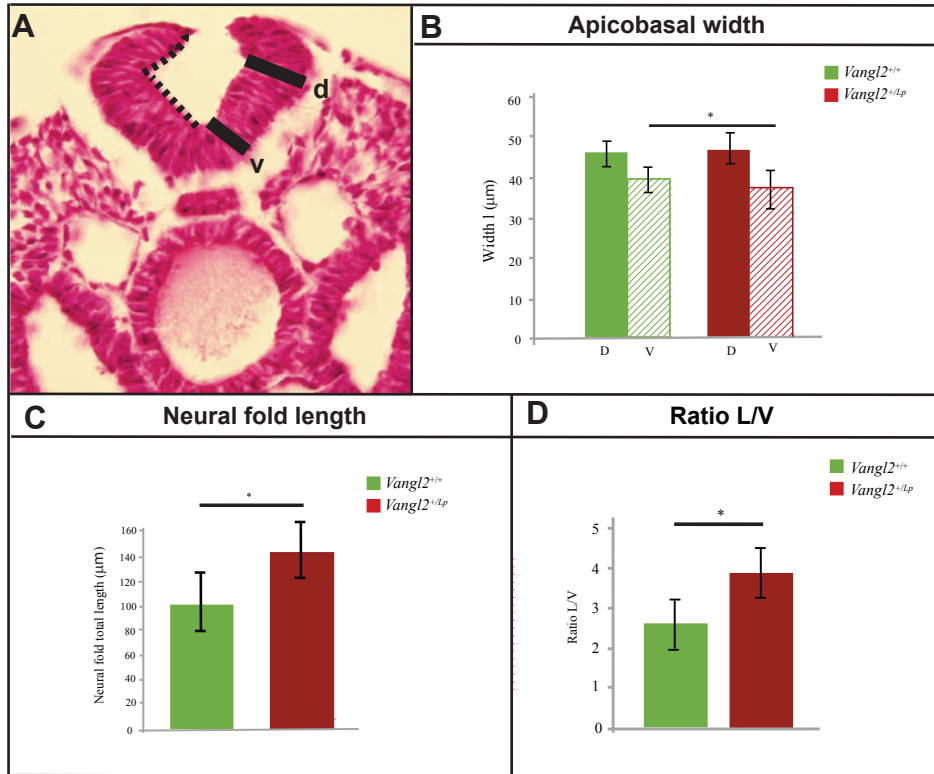 A
d
v
B
Apicobasal width
Vangl2+/+
Vangl2+/Lp
*
60
50
40
30
20
10
0
Width l (µm)
D
V
D
V
C
Neural fold length
Vangl2+/+
Vangl2+/Lp
*
160
140
120
100
80
60
40
20
0
Neural fold total length (µm)
D
Ratio L/V
Vangl2+/+
Vangl2+/Lp
*
5
4
3
2
1
0
Ratio L/V